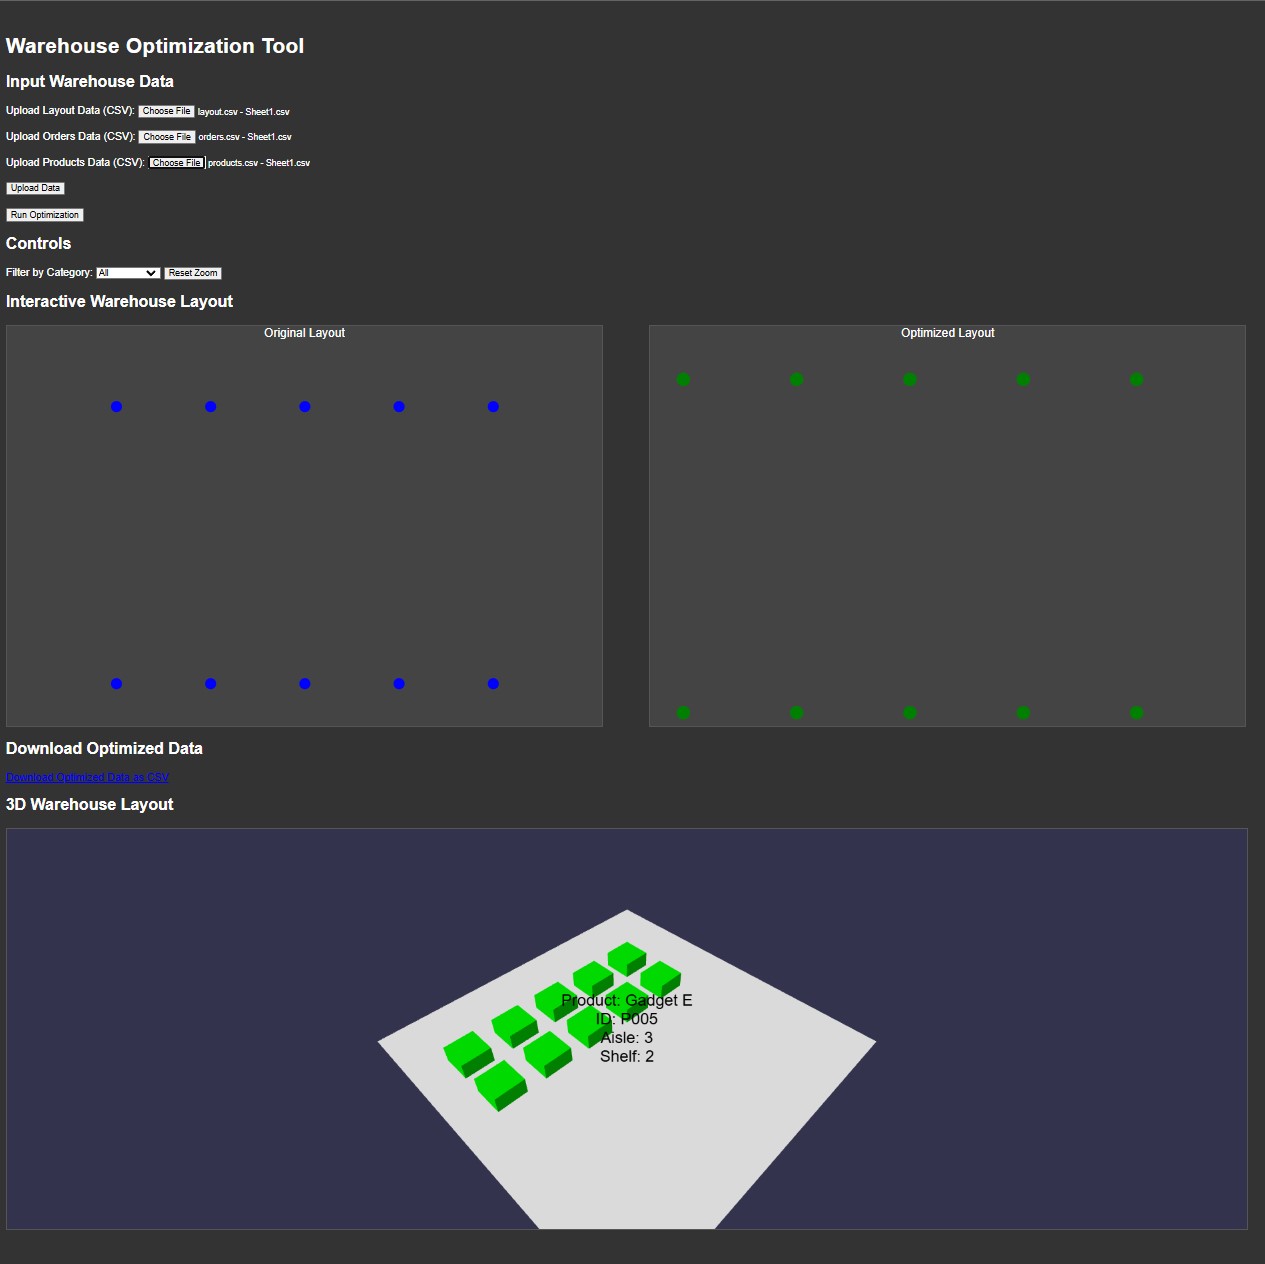 Warehouse Optimization Tool
Input Warehouse Data
Upload Layout Data (CSV): Choose File layout.csv - Sheet1.csv
Upload Orders Data (CSV): Choose File orders.csv - Sheet1.csv
Upload Products Data (CSV): Choose File products.csv - Sheet1.csv
Upload Data
Run Optimization
Controls
Filter by Category: All Reset Zoom
Interactive Warehouse Layout
Original Layout
Optimized Layout
Download Optimized Data
Download Optimized Data as CSV
3D Warehouse Layout
Product: Gadget E
ID: P005
Aisle: 3
Shelf: 2